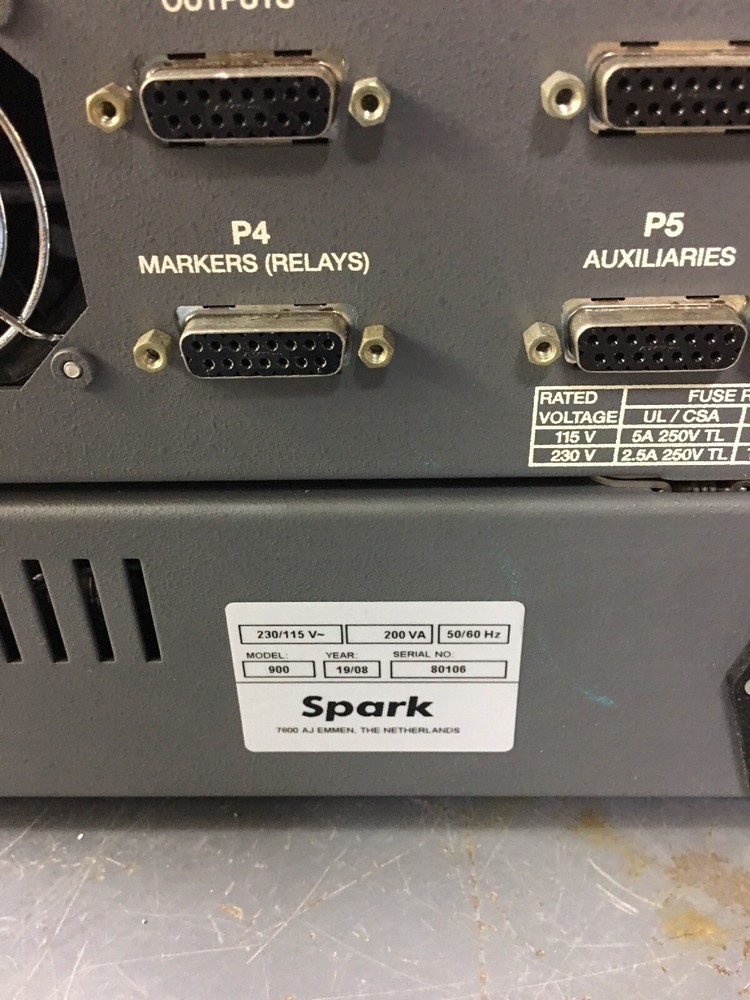 OUTPUTS
P4
MARKERS (RELAYS)
P5
AUXILIARIES
RATED VOLTAGE FUSE R
UL / CSA
115 V 5A 250V TL
230 V 2.5A 250V TL
230/115 V~ 200 VA 50/60 Hz
MODEL: YEAR: SERIAL NO:
900 19/08 80106
Spark
7800 AJ EMMEN, THE NETHERLANDS